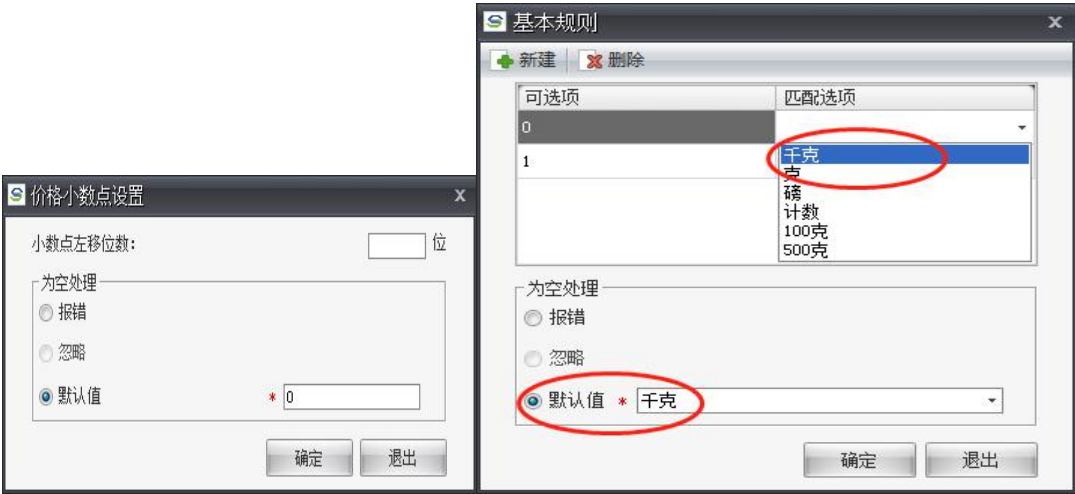 价格小数点设置
x
小数点左移位数:
位
为空处理
报错
忽略
默认值
* 0
确定
退出
基本规则
x
新建
删除
可选项
匹配选项
0
千克
1
克
磅
计数
100克
500克
为空处理
报错
忽略
默认值 * 千克
确定
退出